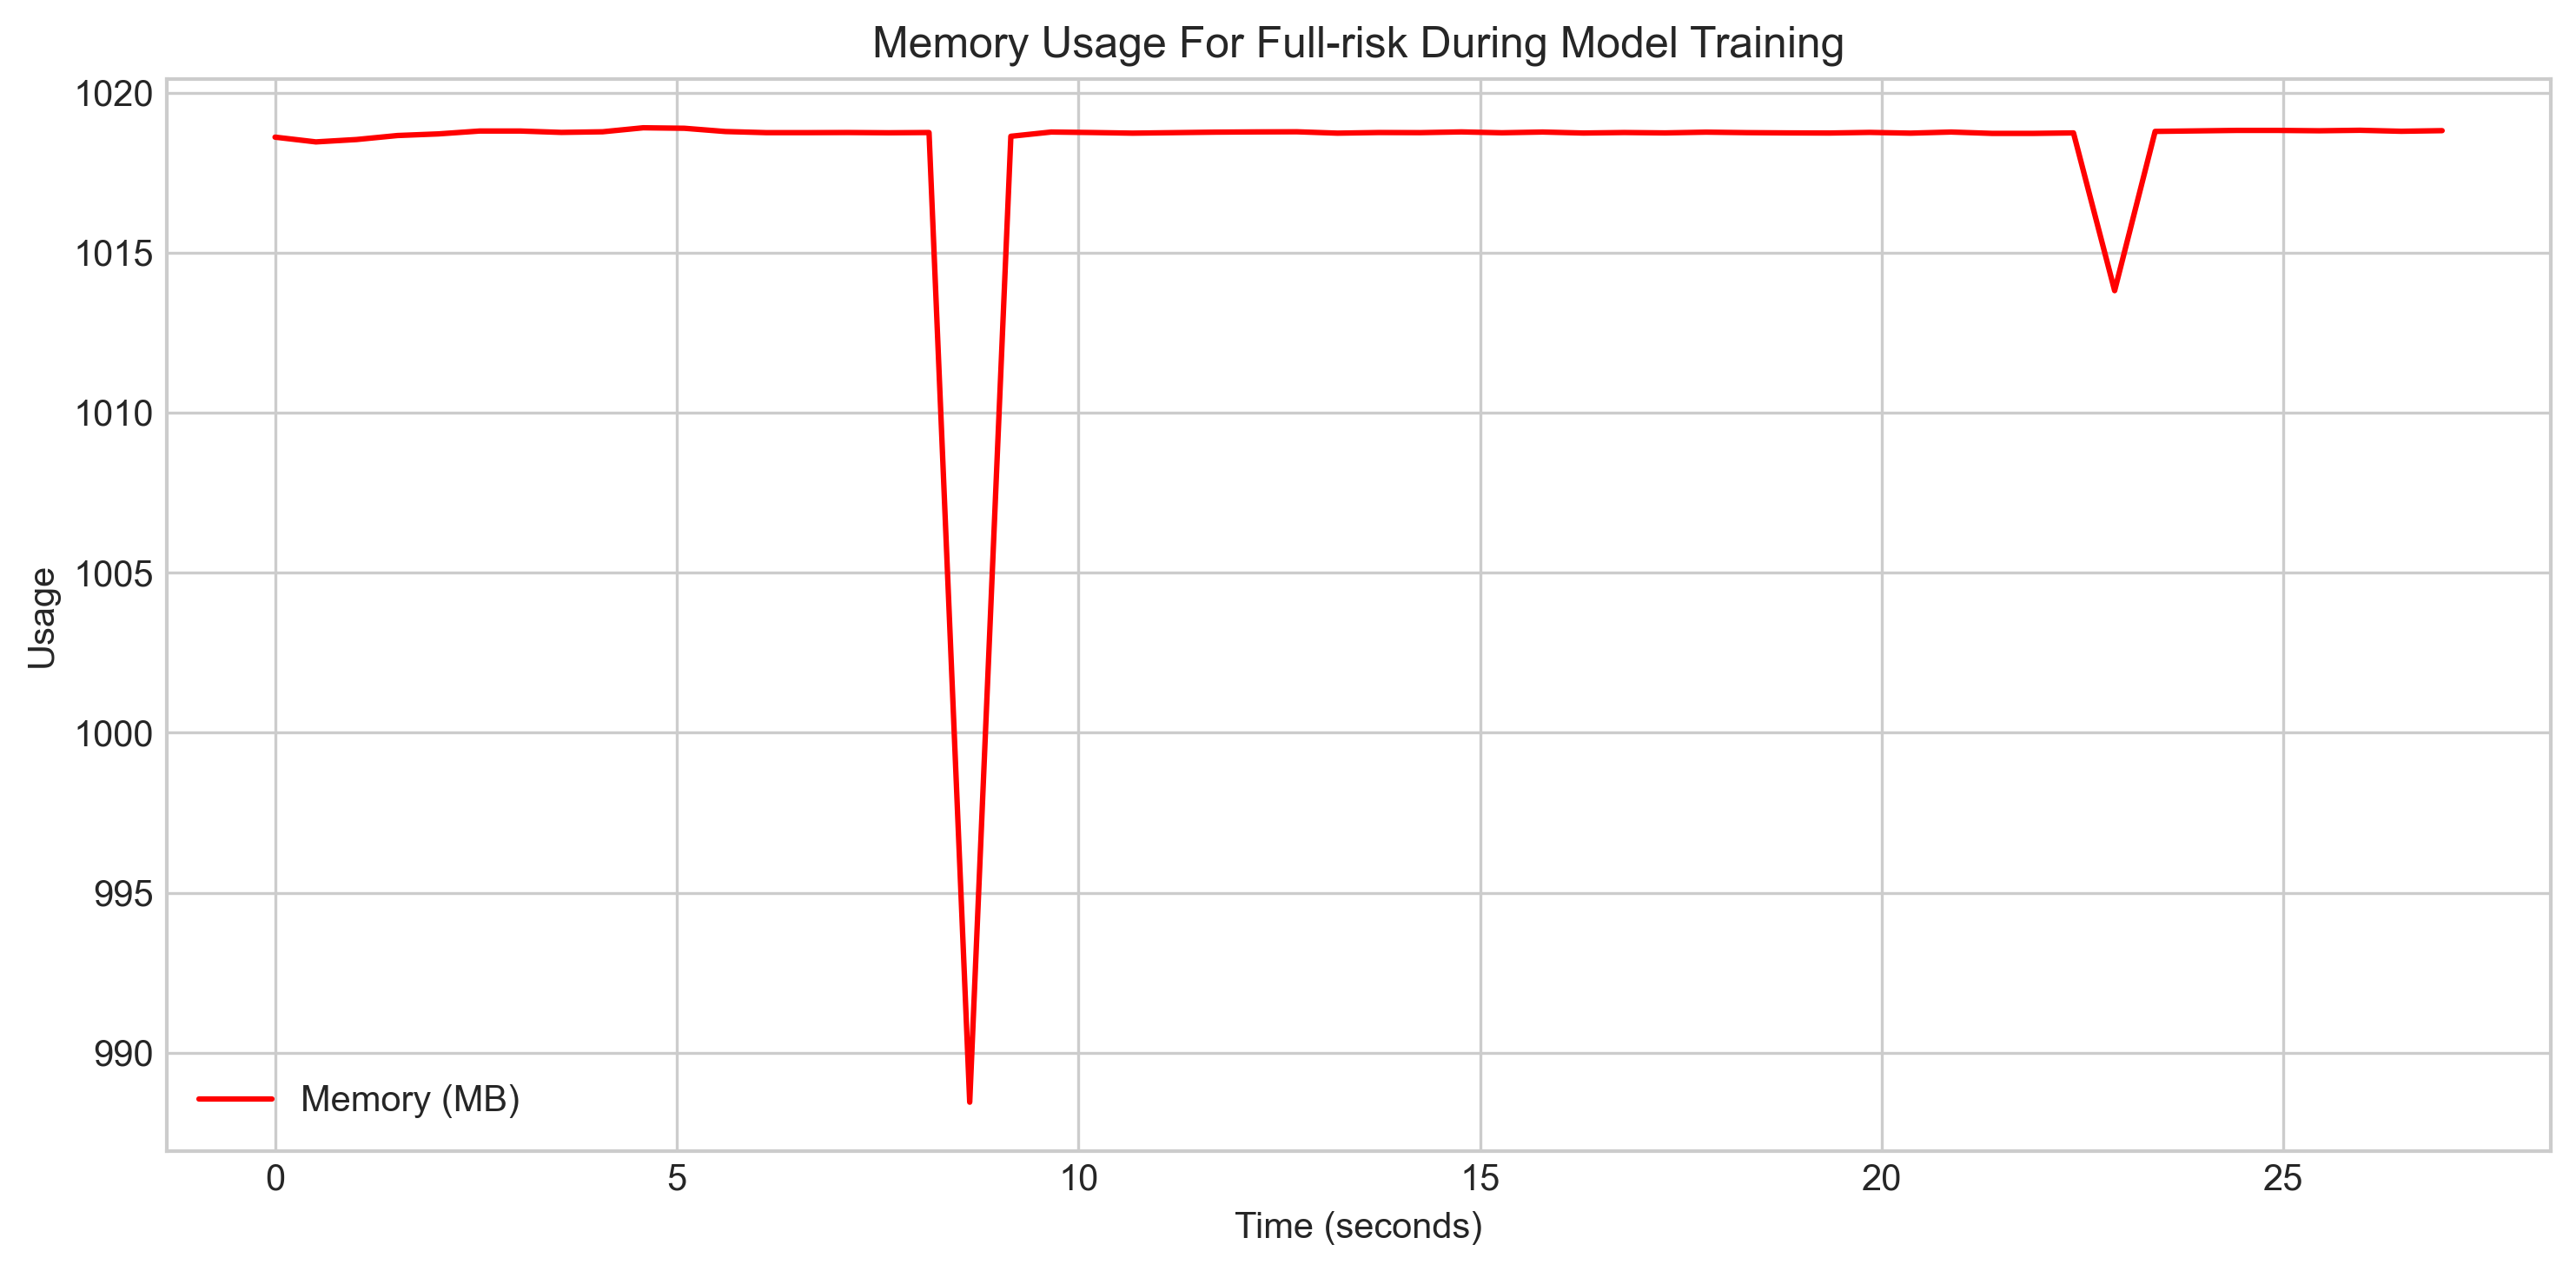 Memory Usage For Full-risk During Model Training
1020
1015
1010
1005
1000
995
990
Usage
Memory (MB)
0 5 10 15 20 25
Time (seconds)